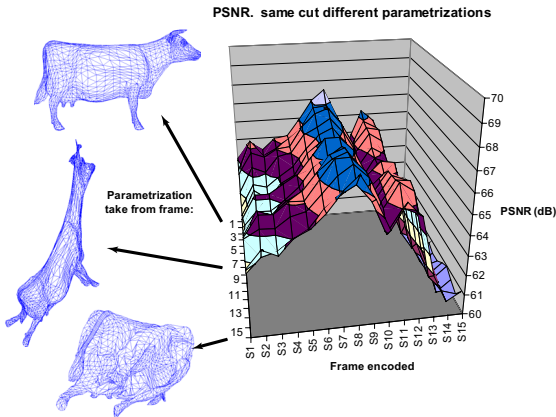 PSNR. same cut different parametrizations
Parametrization
take from frame:
1
3
5
7
9
11
13
15
S1
S2
S3
S4
S5
S6
S7
S8
S9
S10
S11
S12
S13
S14
S15
Frame encoded
70
69
68
67
66
65
64
63
62
61
60
PSNR (dB)